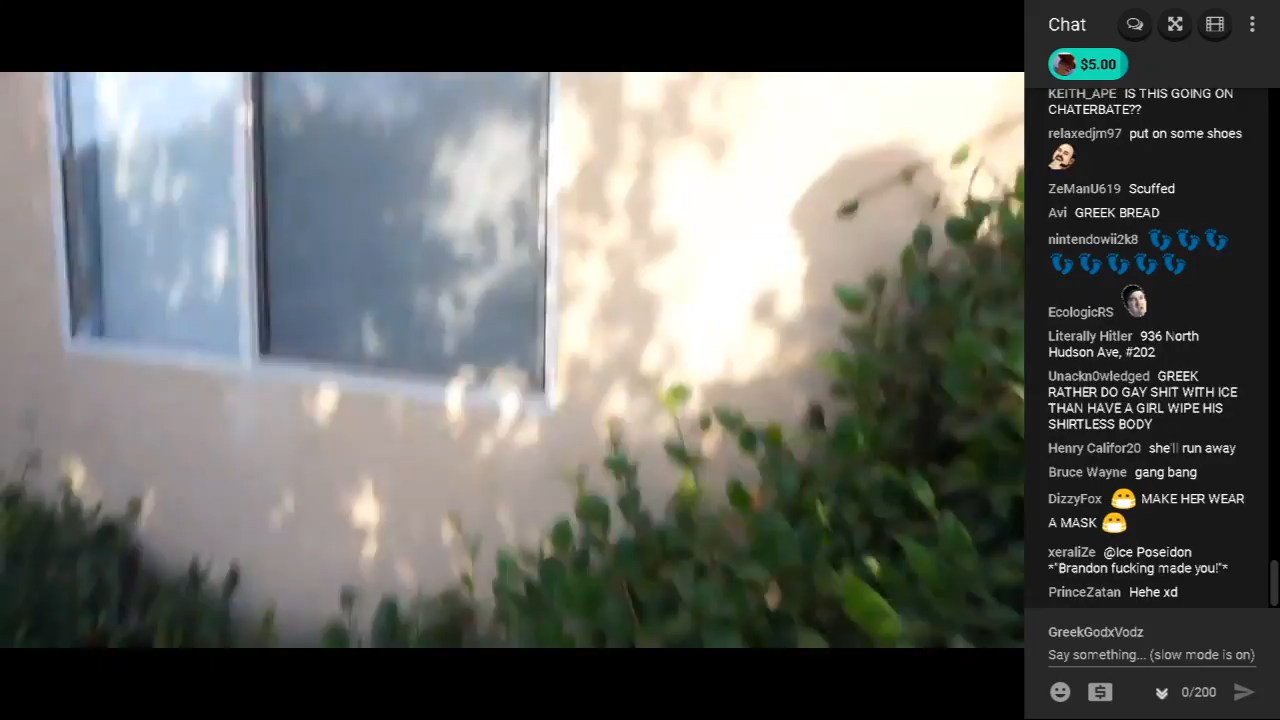 Chat
$5.00
KEITH_APE IS THIS GOING ON
CHATERBATE??
relaxedjm97 put on some shoes
ZeManU619 Scuffed
Avi GREEK BREAD
nintendowii2k8
EcologicRS
Literally Hitler 936 North
Hudson Ave, #202
Unackn0wledged GREEK
RATHER DO GAY SHIT WITH ICE
THAN HAVE A GIRL WIPE HIS
SHIRTLESS BODY
Henry Califor20 she'll run away
Bruce Wayne gang bang
DizzyFox 😷 MAKE HER WEAR
A MASK 😷
xeraliZe @Ice Poseidon
*"Brandon fucking made you!"*
PrinceZatan Hehe xd
GreekGodxVodz
Say something... (slow mode is on)
0/200